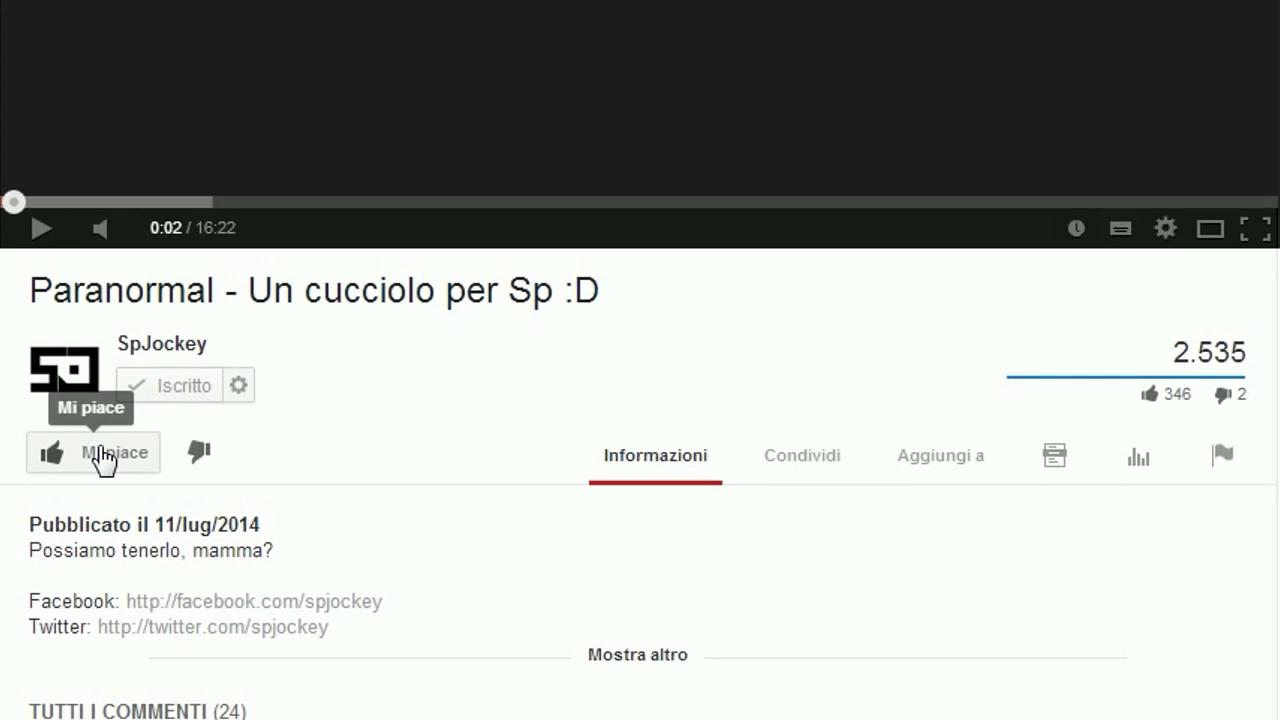 0:02 / 16:22
Paranormal - Un cucciolo per Sp :D
SpJockey
Iscritto
2.535
346 2
Mi piace
Mi piace
Informazioni Condividi Aggiungi a
Pubblicato il 11/lug/2014
Possiamo tenerlo, mamma?
Facebook: http://facebook.com/spjockey
Twitter: http://twitter.com/spjockey
Mostra altro
TUTTI I COMMENTI (24)